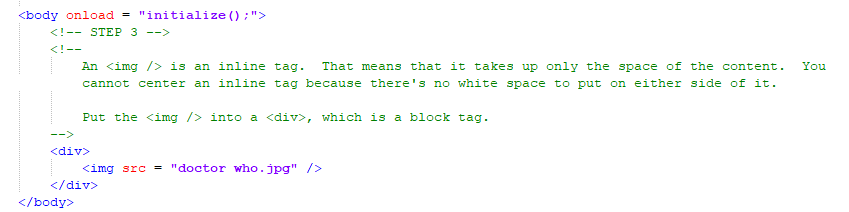 <body onload = "initialize();">
<!-- STEP 3 -->
<!--
An <img /> is an inline tag.  That means that it takes up only the space of the content.  You
cannot center an inline tag because there's no white space to put on either side of it.
Put the <img /> into a <div>, which is a block tag.
-->
<div>
<img src = "doctor who.jpg" />
</div>
</body>